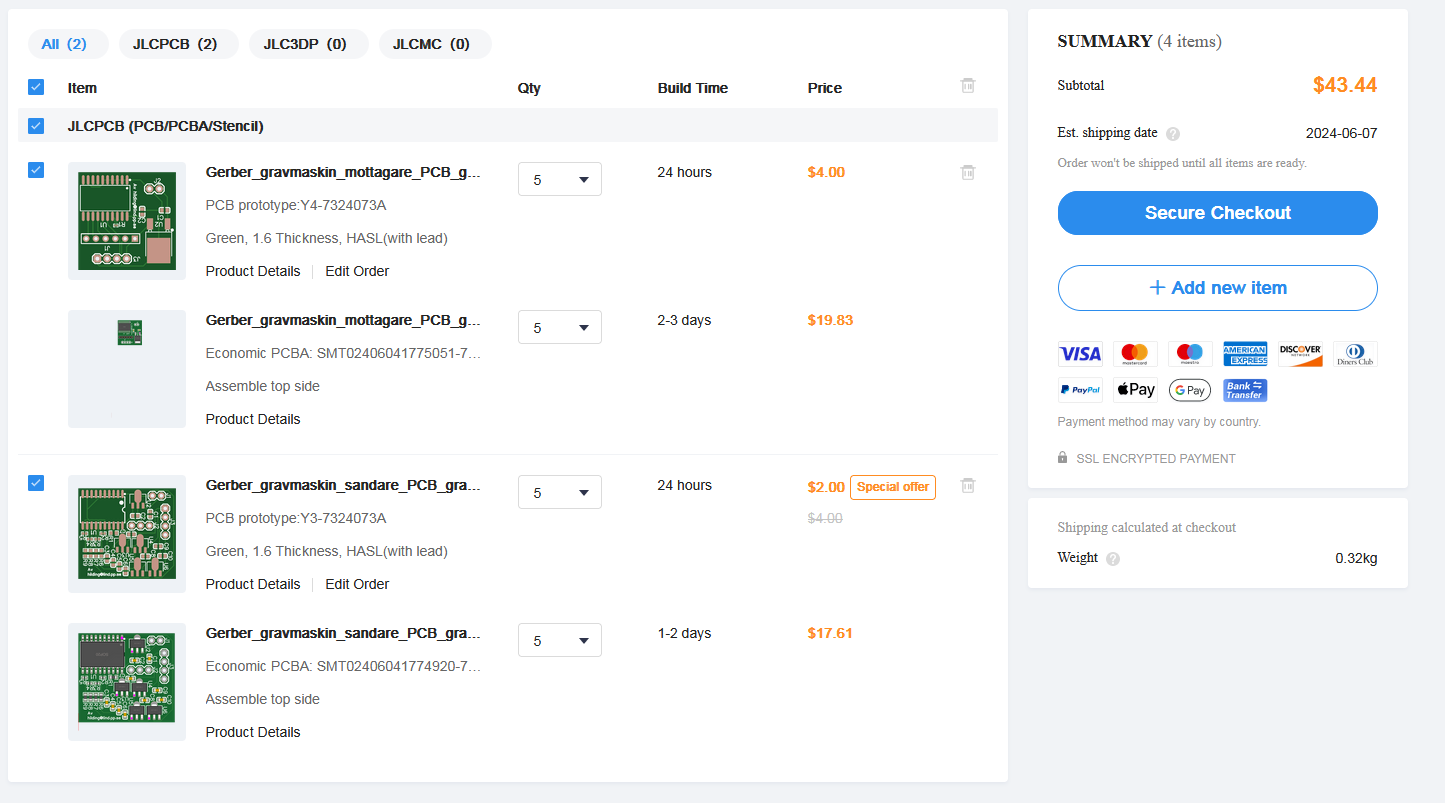 All (2) JLCPCB (2) JLC3DP (0) JLCMC (0)
Item Qty Build Time Price
JLCPCB (PCB/PCBA/Stencil)
Gerber_gravmaskin_mottagare_PCB_g... 5 24 hours $4.00
PCB prototype:Y4-7324073A
Green, 1.6 Thickness, HASL(with lead)
Product Details Edit Order
Gerber_gravmaskin_mottagare_PCB_g... 5 2-3 days $19.83
Economic PCBA: SMT02406041775051-7...
Assemble top side
Product Details
Gerber_gravmaskin_sandare_PCB_gra... 5 24 hours $2.00 Special offer
PCB prototype:Y3-7324073A $4.00
Green, 1.6 Thickness, HASL(with lead)
Product Details Edit Order
Gerber_gravmaskin_sandare_PCB_gra... 5 1-2 days $17.61
Economic PCBA: SMT02406041774920-7...
Assemble top side
Product Details
SUMMARY (4 items)
Subtotal $43.44
Est. shipping date ? 2024-06-07
Order won't be shipped until all items are ready.
Secure Checkout
+ Add new item
VISA mastercard maestro AMERICAN EXPRESS DISCOVER NETWORK Diners Club
PayPal Pay G Pay Bank Transfer
Payment method may vary by country.
SSL ENCRYPTED PAYMENT
Shipping calculated at checkout
Weight ? 0.32kg